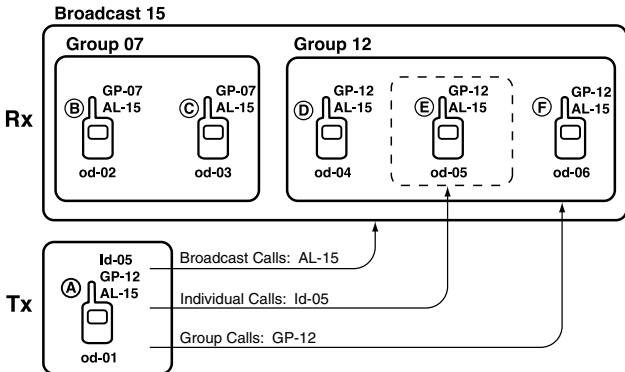 Broadcast 15
Group 07
Group 12
Rx
B
GP-07
AL-15
od-02
C
GP-07
AL-15
od-03
D
GP-12
AL-15
od-04
E
GP-12
AL-15
od-05
F
GP-12
AL-15
od-06
Tx
A
Id-05
GP-12
AL-15
od-01
Broadcast Calls: AL-15
Individual Calls: Id-05
Group Calls: GP-12